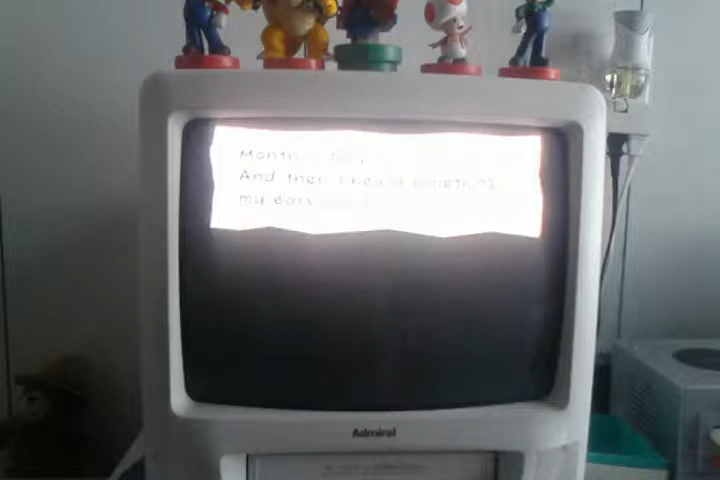 Month
And then I heard something
my ears
Admiral